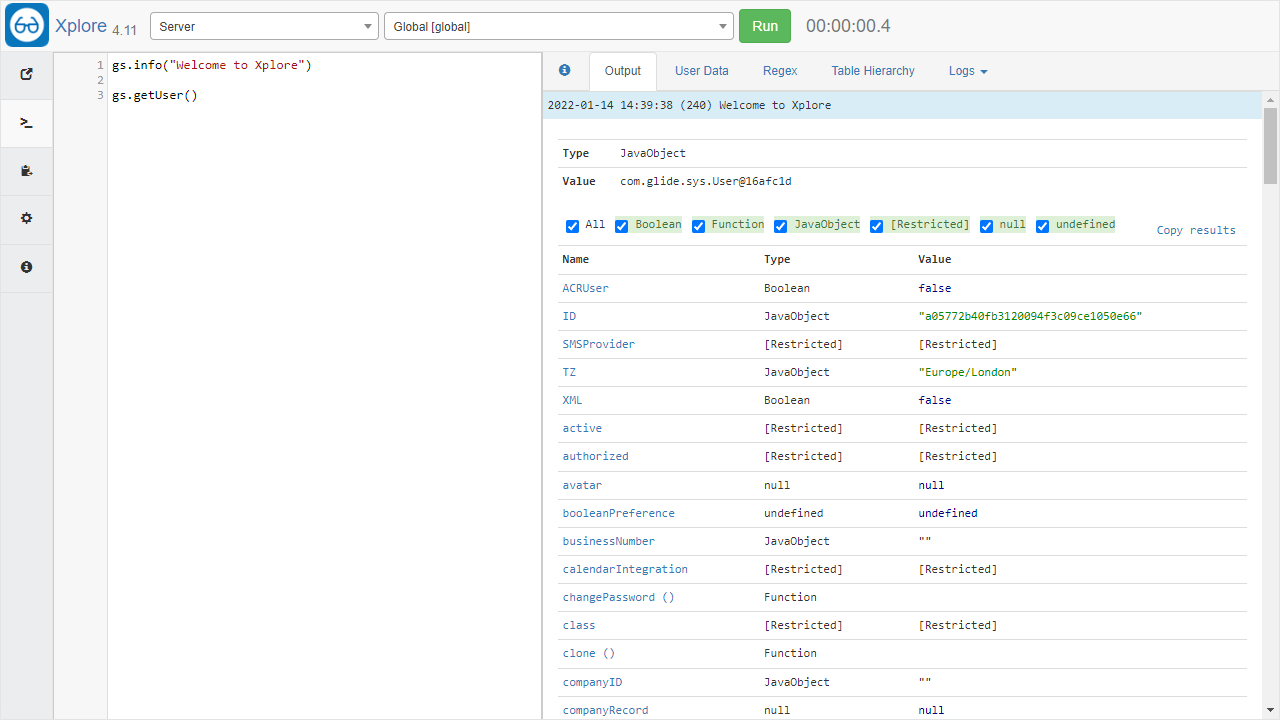 Xplore 4.11 Server Global [global] Run 00:00:00.4
1 gs.info("Welcome to Xplore")
2
3 gs.getUser()
Output User Data Regex Table Hierarchy Logs
2022-01-14 14:39:38 (240) Welcome to Xplore
Type JavaObject
Value com.glide.sys.User@16afc1d
All Boolean Function JavaObject [Restricted] null undefined Copy results
Name Type Value
ACRUser Boolean false
ID JavaObject "a05772b40fb3120094f3c09ce1050e66"
SMSProvider [Restricted] [Restricted]
TZ JavaObject "Europe/London"
XML Boolean false
active [Restricted] [Restricted]
authorized [Restricted] [Restricted]
avatar null null
booleanPreference undefined undefined
businessNumber JavaObject ""
calendarIntegration [Restricted] [Restricted]
changePassword () Function
class [Restricted] [Restricted]
clone () Function
companyID JavaObject ""
companyRecord null null